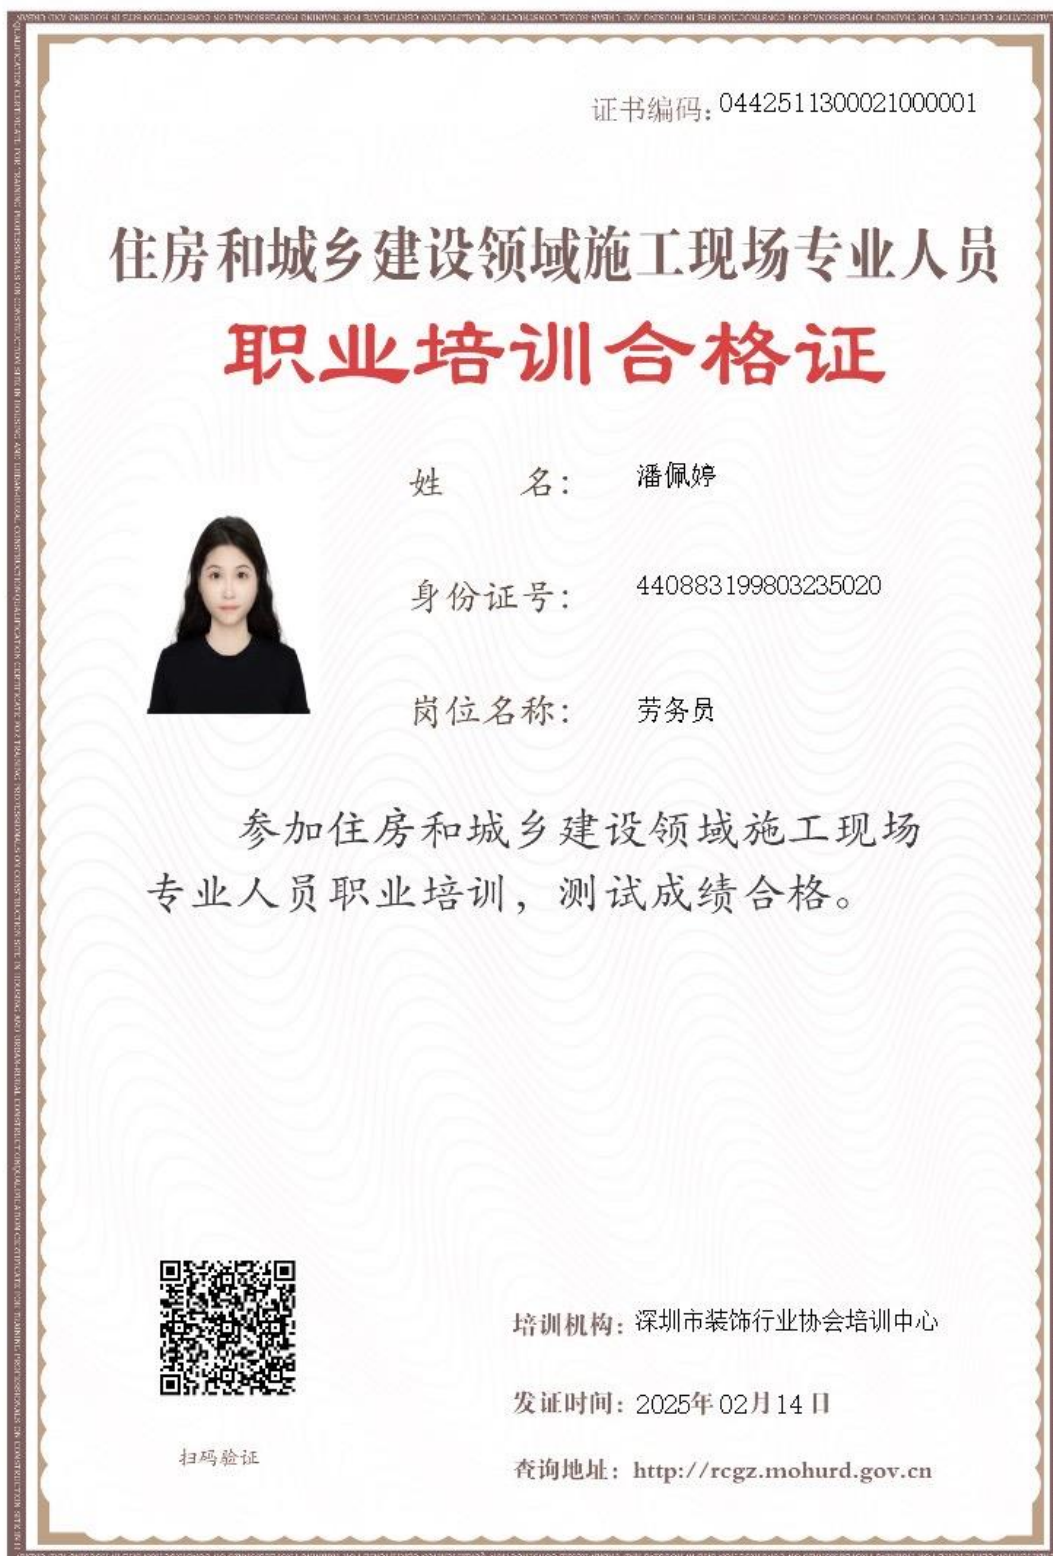 证书编码：0442511300021000001
住房和城乡建设领域施工现场专业人员
职业培训合格证
姓 名：潘佩婷
身份证号：440883199803235020
岗位名称：劳务员
参加住房和城乡建设领域施工现场
专业人员职业培训，测试成绩合格。
培训机构：深圳市装饰行业协会培训中心
发证时间：2025年02月14日
扫码验证
查询地址：http://rcgz.mohurd.gov.cn